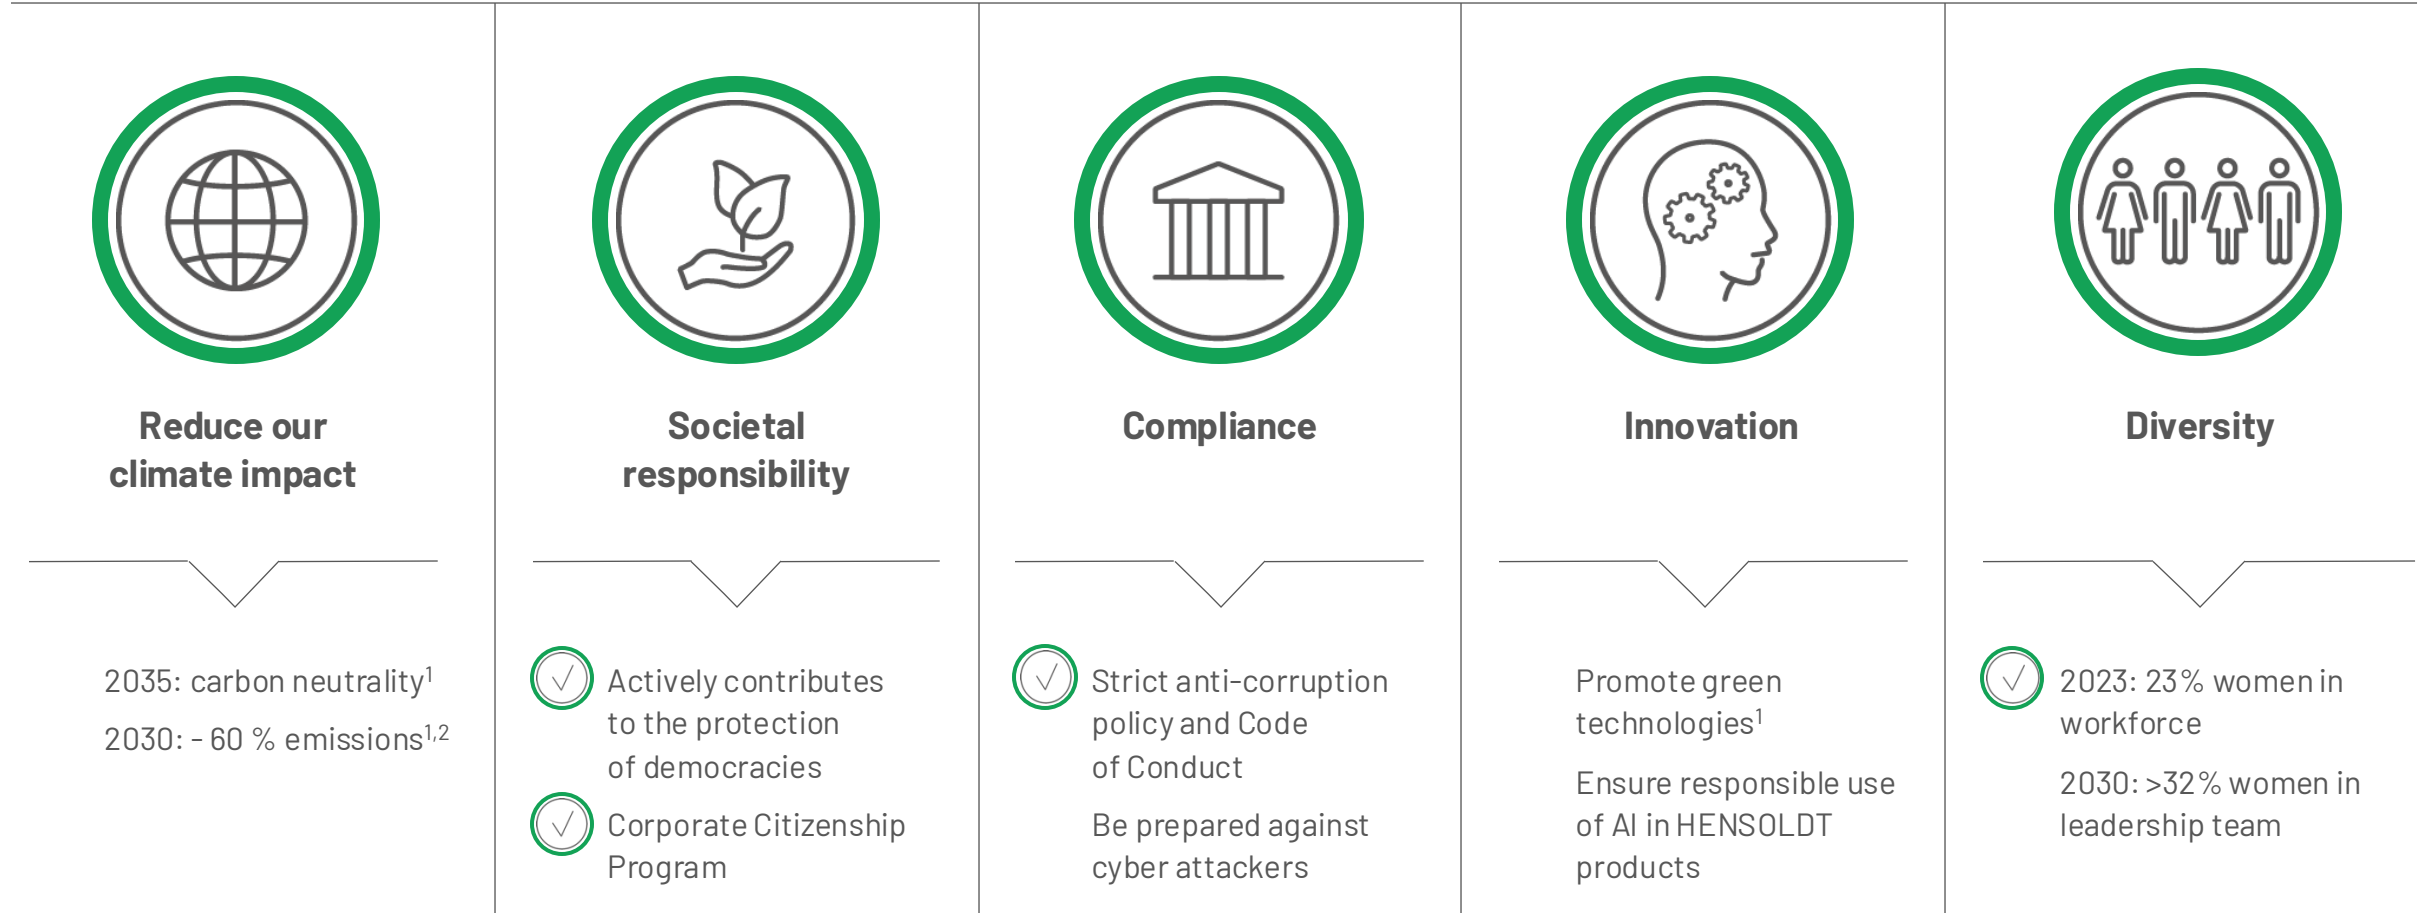 Reduce our
climate impact
2035: carbon neutrality¹
2030: - 60 % emissions¹,²
Societal
responsibility
Actively contributes
to the protection
of democracies
Corporate Citizenship
Program
Compliance
Strict anti-corruption
policy and Code
of Conduct
Be prepared against
cyber attackers
Innovation
Promote green
technologies¹
Ensure responsible use
of AI in HENSOLDT
products
Diversity
2023: 23% women in
workforce
2030: >32% women in
leadership team